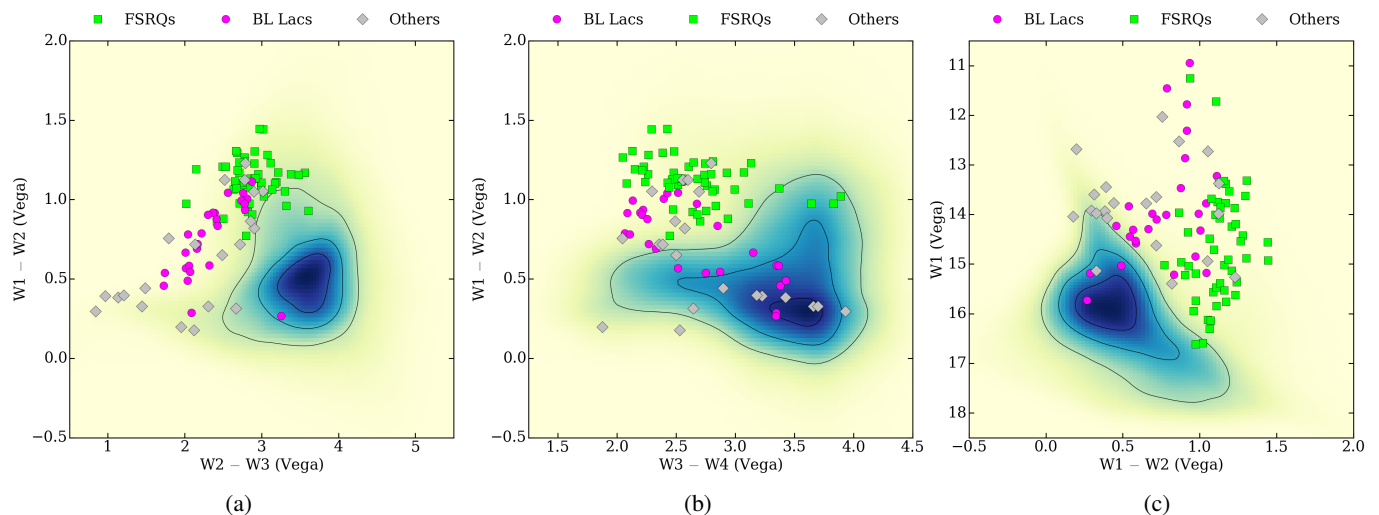 FSRQs BL Lacs Others
2.0
1.5
1.0
0.5
0.0
−0.5
W1 − W2 (Vega)
1 2 3 4 5
W2 − W3 (Vega)
(a)
BL Lacs FSRQs Others
2.0
1.5
1.0
0.5
0.0
−0.5
W1 − W2 (Vega)
1.5 2.0 2.5 3.0 3.5 4.0 4.5
W3 − W4 (Vega)
(b)
BL Lacs FSRQs Others
11
12
13
14
15
16
17
18
W1 (Vega)
−0.5 0.0 0.5 1.0 1.5 2.0
W1 − W2 (Vega)
(c)